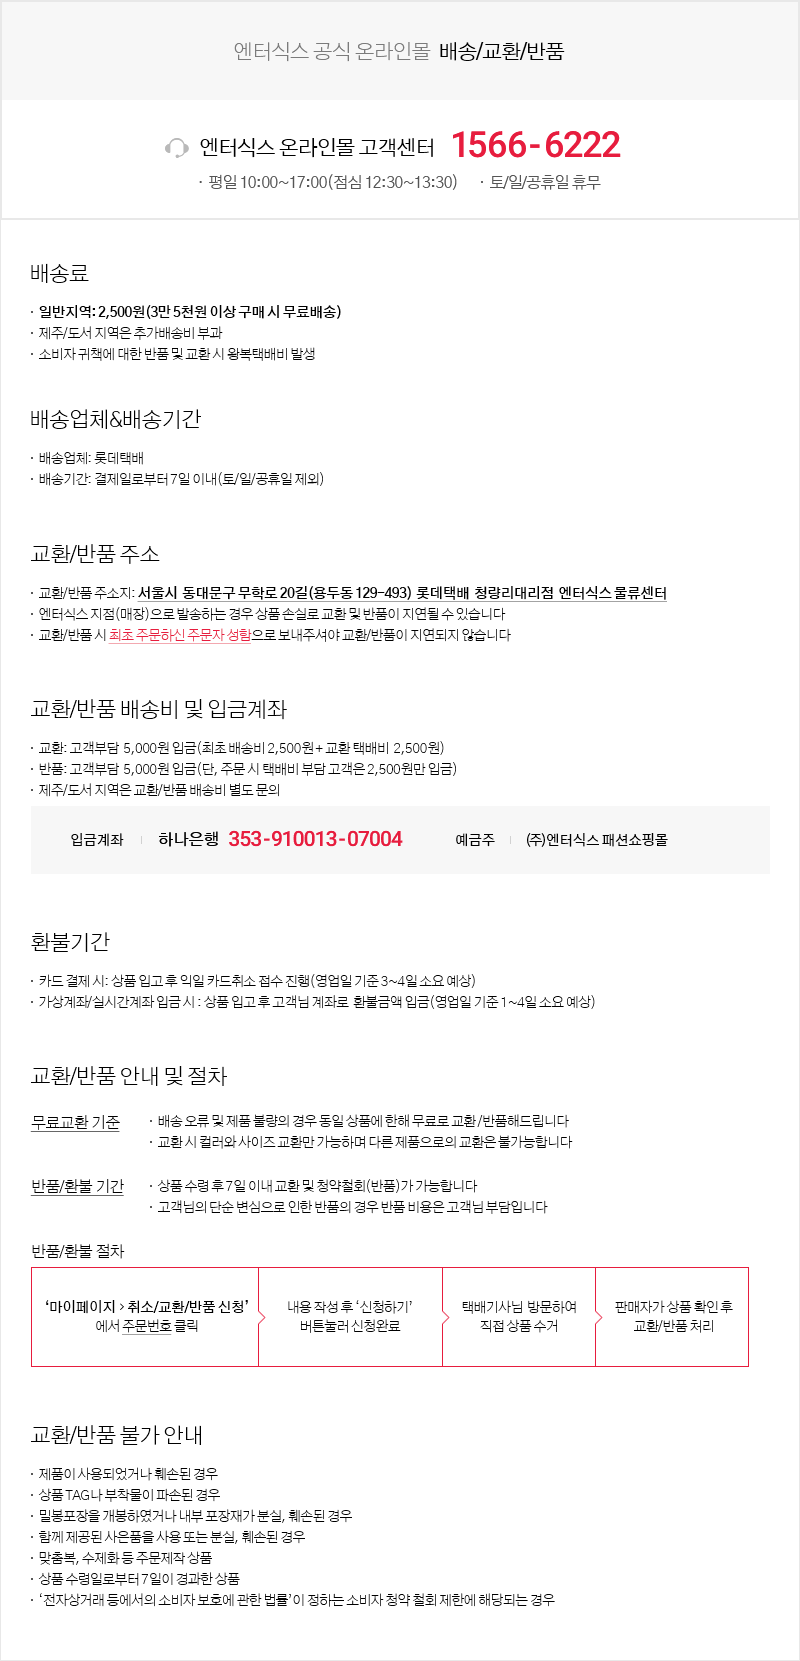 엔터식스 공식 온라인몰 배송/교환/반품
엔터식스 온라인몰 고객센터 1566-6222
· 평일 10:00~17:00(점심 12:30~13:30) · 토/일/공휴일 휴무
배송료
· 일반지역: 2,500원(3만 5천원 이상 구매 시 무료배송)
· 제주/도서 지역은 추가배송비 부과
· 소비자 귀책에 대한 반품 및 교환 시 왕복택배비 발생
배송업체&배송기간
· 배송업체: 롯데택배
· 배송기간: 결제일로부터 7일 이내(토/일/공휴일 제외)
교환/반품 주소
· 교환/반품 주소지: 서울시 동대문구 무학로 20길(용두동 129-493) 롯데택배 청량리대리점 엔터식스 물류센터
· 엔터식스 지점(매장)으로 발송하는 경우 상품 손실로 교환 및 반품이 지연될 수 있습니다
· 교환/반품 시 최초 주문하신 주문자 성함으로 보내주셔야 교환/반품이 지연되지 않습니다
교환/반품 배송비 및 입금계좌
· 교환: 고객부담 5,000원 입금(최초 배송비 2,500원 + 교환 택배비 2,500원)
· 반품: 고객부담 5,000원 입금(단, 주문 시 택배비 부담 고객은 2,500원만 입금)
· 제주/도서 지역은 교환/반품 배송비 별도 문의
입금계좌 | 하나은행 353-910013-07004 예금주 | (주)엔터식스 패션쇼핑몰
환불기간
· 카드 결제 시: 상품 입고 후 익일 카드취소 접수 진행(영업일 기준 3~4일 소요 예상)
· 가상계좌/실시간계좌 입금 시 : 상품 입고 후 고객님 계좌로 환불금액 입금(영업일 기준 1~4일 소요 예상)
교환/반품 안내 및 절차
무료교환 기준 · 배송 오류 및 제품 불량의 경우 동일 상품에 한해 무료로 교환/반품해드립니다
· 교환 시 컬러와 사이즈 교환만 가능하며 다른 제품으로의 교환은 불가능합니다
반품/환불 기간 · 상품 수령 후 7일 이내 교환 및 청약철회(반품)가 가능합니다
· 고객님의 단순 변심으로 인한 반품의 경우 반품 비용은 고객님 부담입니다
반품/환불 절차
‘마이페이지 > 취소/교환/반품 신청’
에서 주문번호 클릭
내용 작성 후 ‘신청하기’
버튼눌러 신청완료
택배기사님 방문하여
직접 상품 수거
판매자가 상품 확인 후
교환/반품 처리
교환/반품 불가 안내
· 제품이 사용되었거나 훼손된 경우
· 상품 TAG나 부착물이 파손된 경우
· 밀봉포장을 개봉하였거나 내부 포장재가 분실, 훼손된 경우
· 함께 제공된 사은품을 사용 또는 분실, 훼손된 경우
· 맞춤복, 수제화 등 주문제작 상품
· 상품 수령일로부터 7일이 경과한 상품
· ‘전자상거래 등에서의 소비자 보호에 관한 법률’이 정하는 소비자 청약 철회 제한에 해당되는 경우